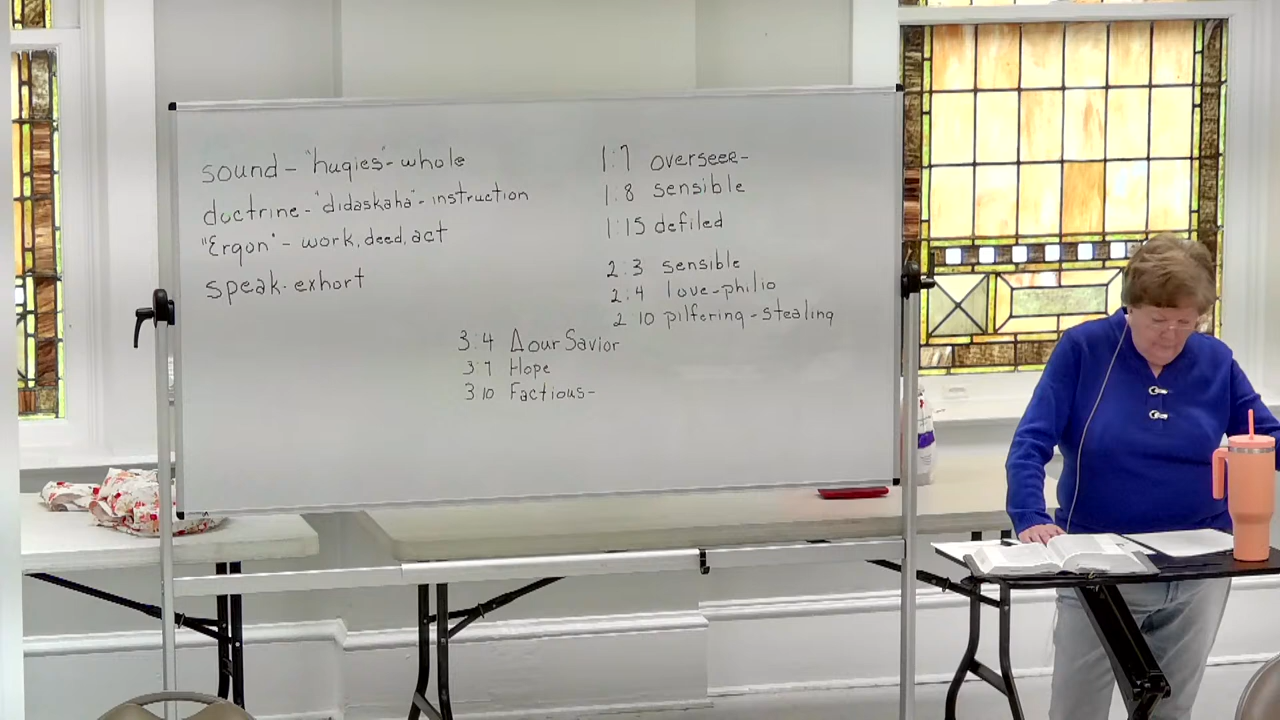 sound - "hugies" - whole
doctrine - "didaskaha" - instruction
"Ergon" - work, deed, act
speak - exhort
1:7 overseer -
1:8 sensible
1:15 defiled
2:3 sensible
2:4 love - philio
2:10 pilfering - stealing
3:4 Δ our Savior
3:7 Hope
3:10 Factious -